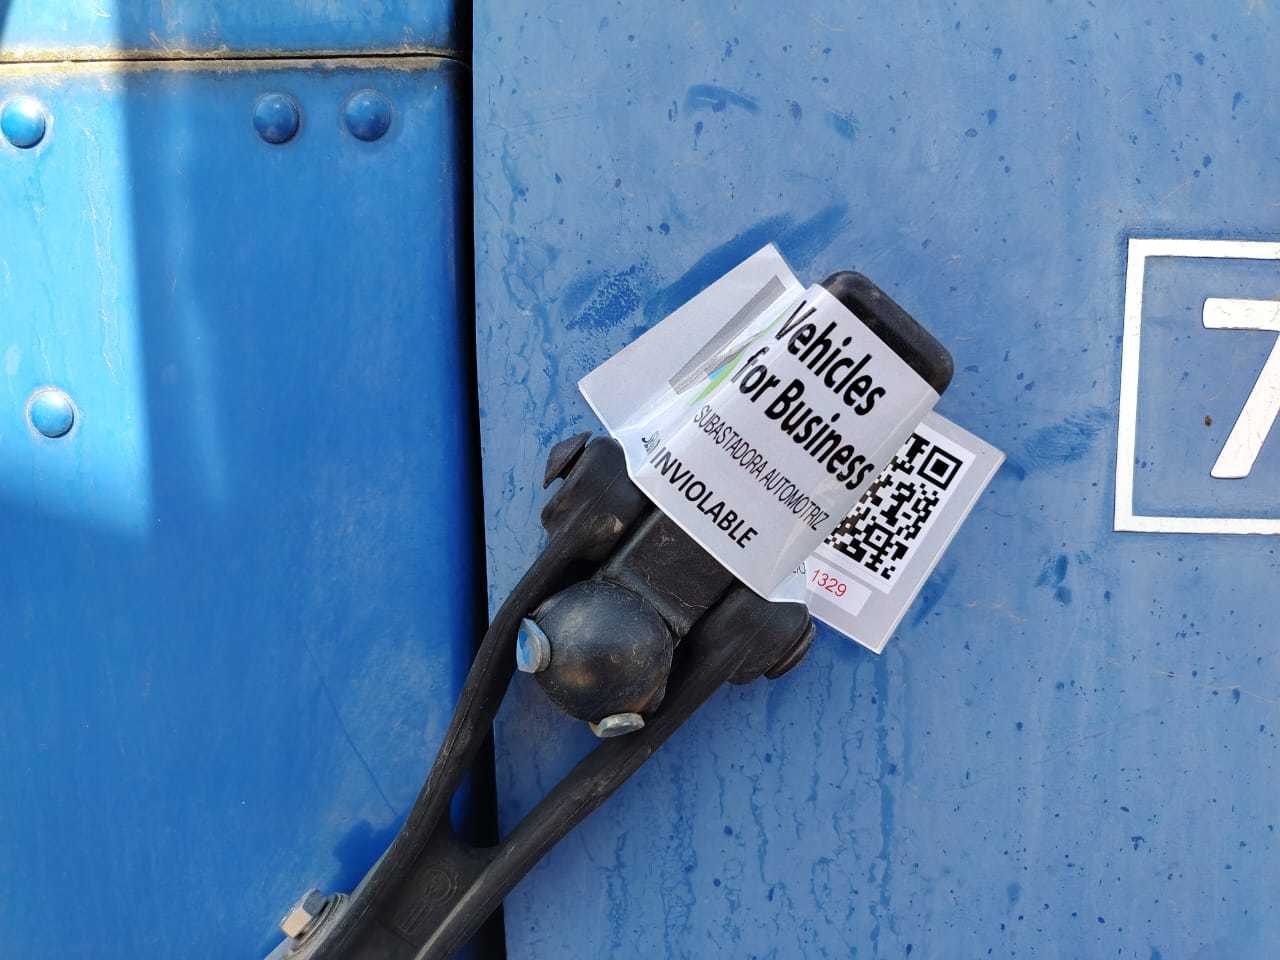 Vehicles
for Business
SUBASTADORA AUTOMOTRIZ
INVIOLABLE
1329
7